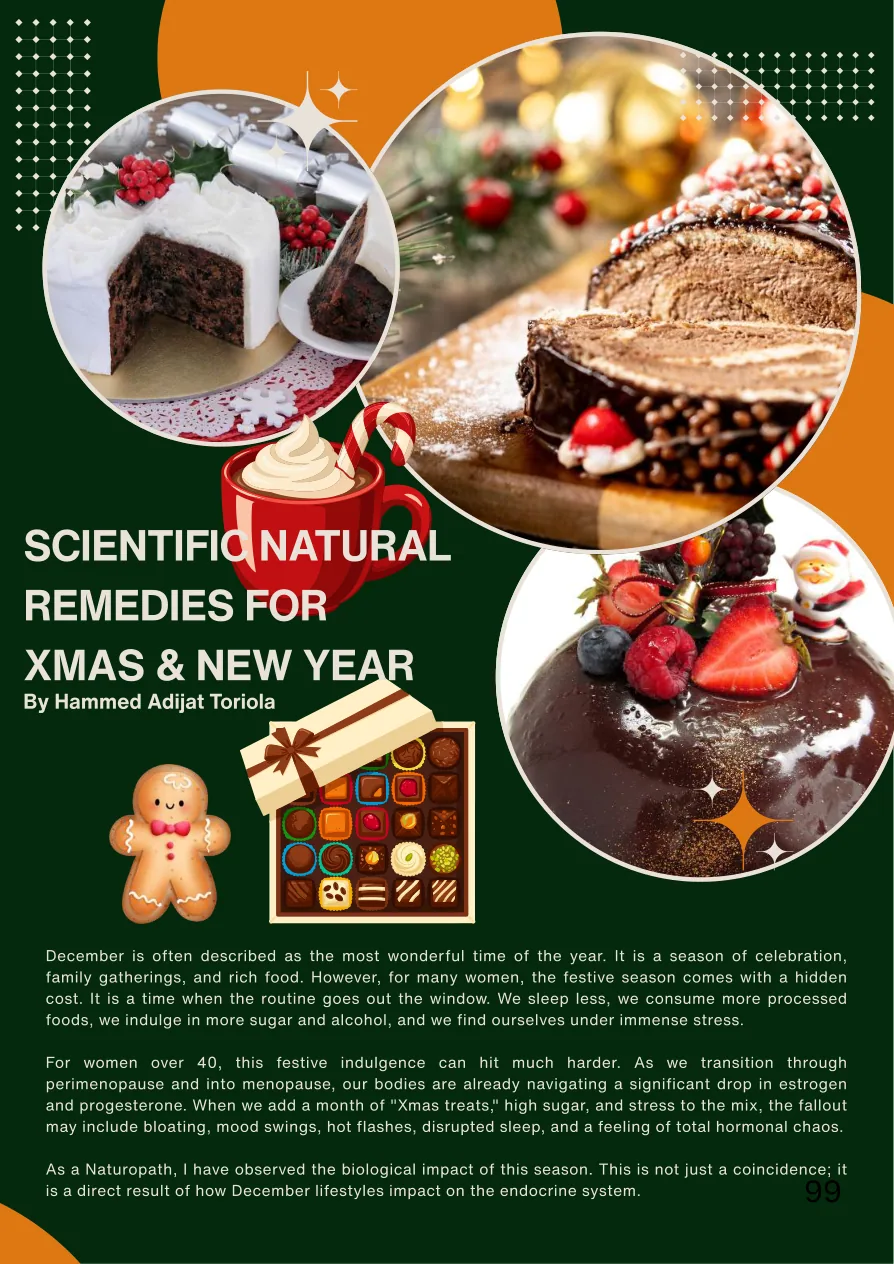 SCIENTIFIC NATURAL
REMEDIES FOR
XMAS & NEW YEAR
By Hammed Adijat Toriola
December is often described as the most wonderful time of the year. It is a season of celebration,
family gatherings, and rich food. However, for many women, the festive season comes with a hidden
cost. It is a time when the routine goes out the window. We sleep less, we consume more processed
foods, we indulge in more sugar and alcohol, and we find ourselves under immense stress.
For women over 40, this festive indulgence can hit much harder. As we transition through
perimenopause and into menopause, our bodies are already navigating a significant drop in estrogen
and progesterone. When we add a month of "Xmas treats," high sugar, and stress to the mix, the fallout
may include bloating, mood swings, hot flashes, disrupted sleep, and a feeling of total hormonal chaos.
As a Naturopath, I have observed the biological impact of this season. This is not just a coincidence; it
is a direct result of how December lifestyles impact on the endocrine system.
99